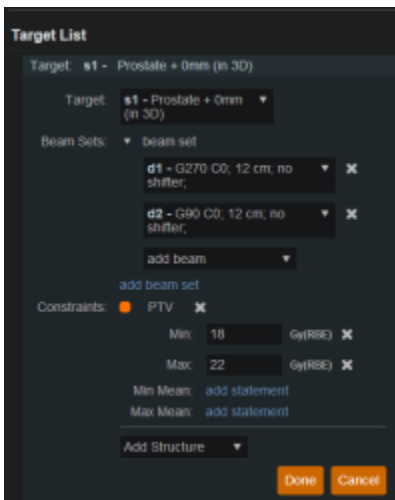 Target List
Target: s1 - Prostate + 0mm (in 3D)
Target: s1 - Prostate + 0mm
(in 3D)
Beam Sets: beam set
d1 - G270 C0; 12 cm; no
shifter;
d2 - G90 C0; 12 cm; no
shifter;
add beam
add beam set
Constraints: PTV
Min: 18 Gy(RBE)
Max: 22 Gy(RBE)
Min Mean: add statement
Max Mean: add statement
Add Structure
Done Cancel